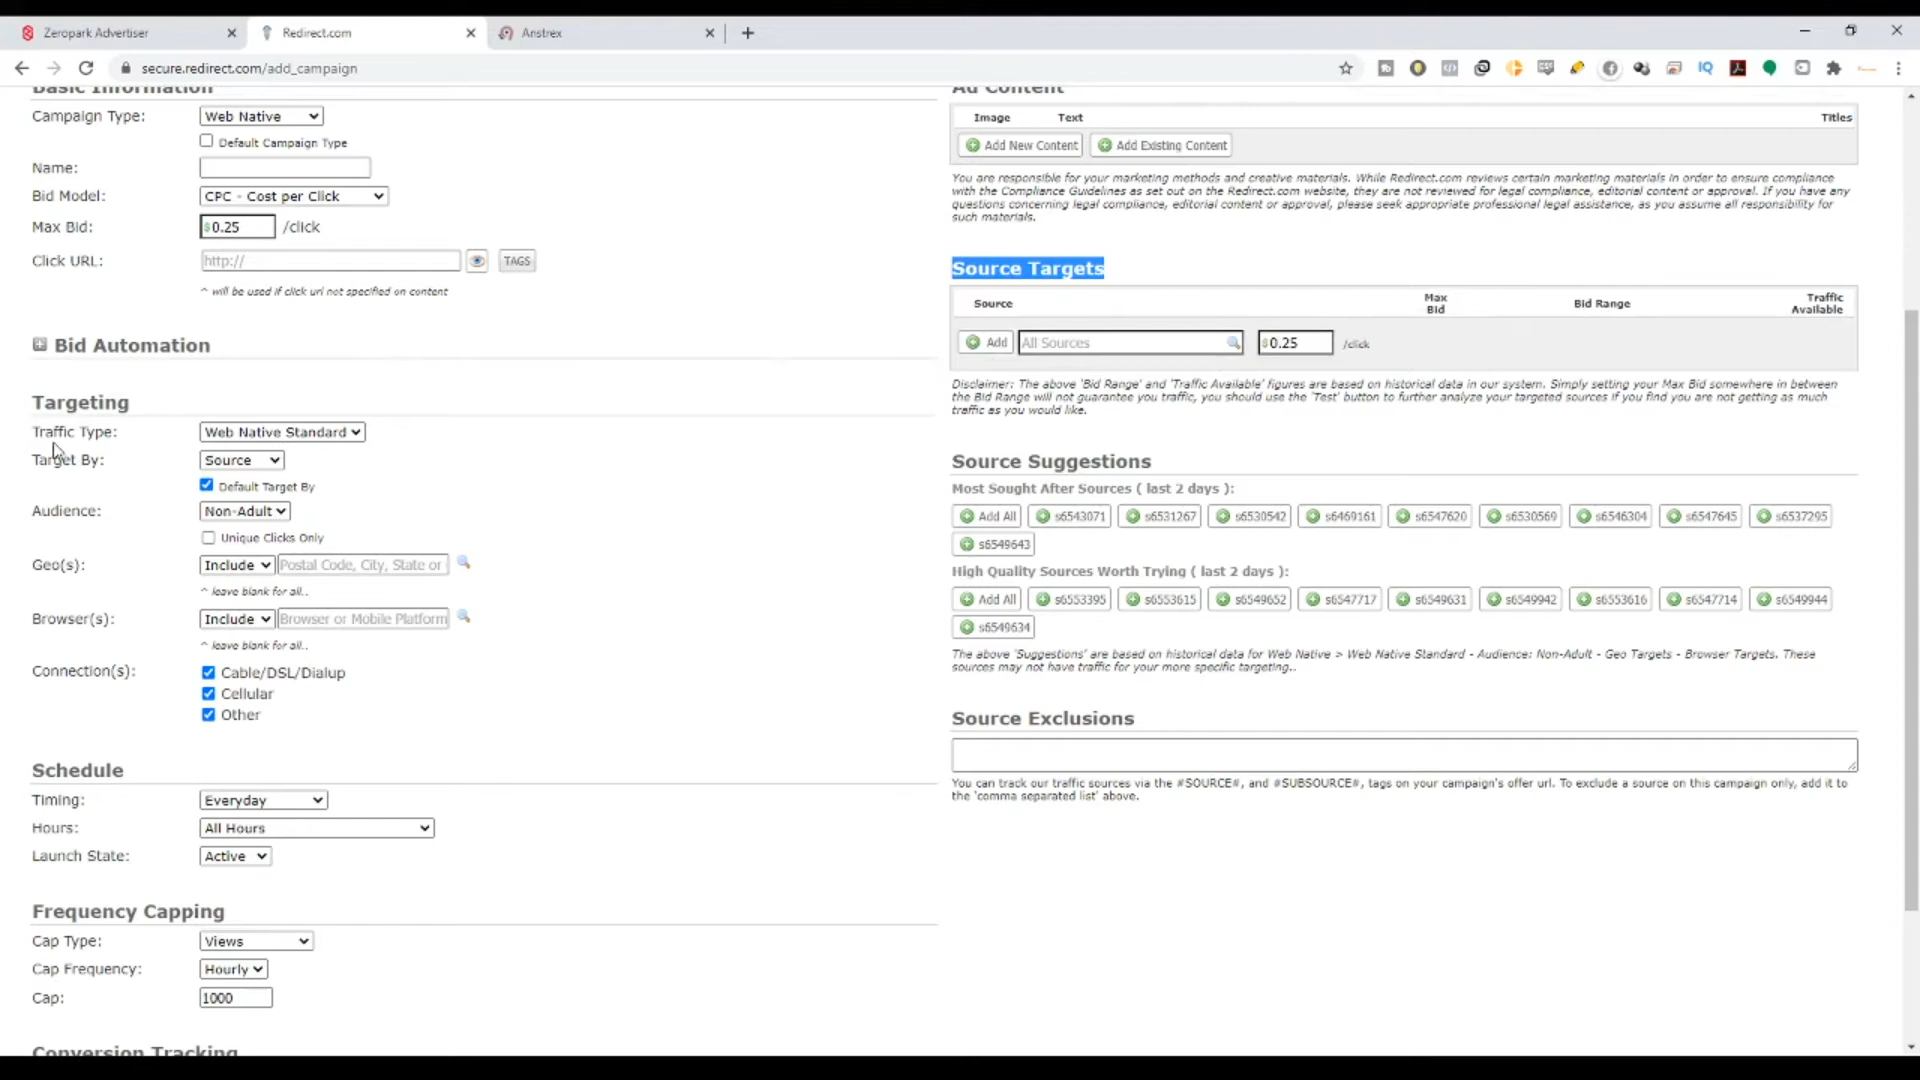 Zeropark Advertiser
Redirect.com
Anstrex
secure.redirect.com/add_campaign
Basic Information
Campaign Type:
Web Native
Default Campaign Type
Name:
Bid Model:
CPC - Cost per Click
Max Bid:
$0.25
/click
Click URL:
http://
TAGS
^ will be used if click url not specified on content
Bid Automation
Targeting
Traffic Type:
Web Native Standard
Target By:
Source
Default Target By
Audience:
Non-Adult
Unique Clicks Only
Geo(s):
Include
Postal Code, City, State or
^ leave blank for all..
Browser(s):
Include
Browser or Mobile Platform
^ leave blank for all..
Connection(s):
Cable/DSL/Dialup
Cellular
Other
Schedule
Timing:
Everyday
Hours:
All Hours
Launch State:
Active
Frequency Capping
Cap Type:
Views
Cap Frequency:
Hourly
Cap:
1000
Conversion Tracking
Ad Content
Image Text Titles
Add New Content Add Existing Content
You are responsible for your marketing methods and creative materials. While Redirect.com reviews certain marketing materials in order to ensure compliance
with the Compliance Guidelines as set out on the Redirect.com website, they are not reviewed for legal compliance, editorial content or approval. If you have any
questions concerning legal compliance, editorial content or approval, please seek appropriate professional legal assistance, as you assume all responsibility for
such materials.
Source Targets
Source Max Bid Bid Range Traffic Available
Add All Sources $0.25 /click
Disclaimer: The above 'Bid Range' and 'Traffic Available' figures are based on historical data in our system. Simply setting your Max Bid somewhere in between
the Bid Range will not guarantee you traffic, you should use the 'Test' button to further analyze your targeted sources if you find you are not getting as much
traffic as you would like.
Source Suggestions
Most Sought After Sources ( last 2 days ):
Add All s6543071 s6531267 s6530542 s6469161 s6547620 s6530569 s6546304 s6547645 s6537295
s6549643
High Quality Sources Worth Trying ( last 2 days ):
Add All s6553395 s6553615 s6549652 s6547717 s6549631 s6549942 s6553616 s6547714 s6549944
s6549634
The above 'Suggestions' are based on historical data for Web Native > Web Native Standard - Audience: Non-Adult - Geo Targets - Browser Targets. These
sources may not have traffic for your more specific targeting..
Source Exclusions
You can track our traffic sources via the #SOURCE#, and #SUBSOURCE#, tags on your campaign's offer url. To exclude a source on this campaign only, add it to
the 'comma separated list' above.